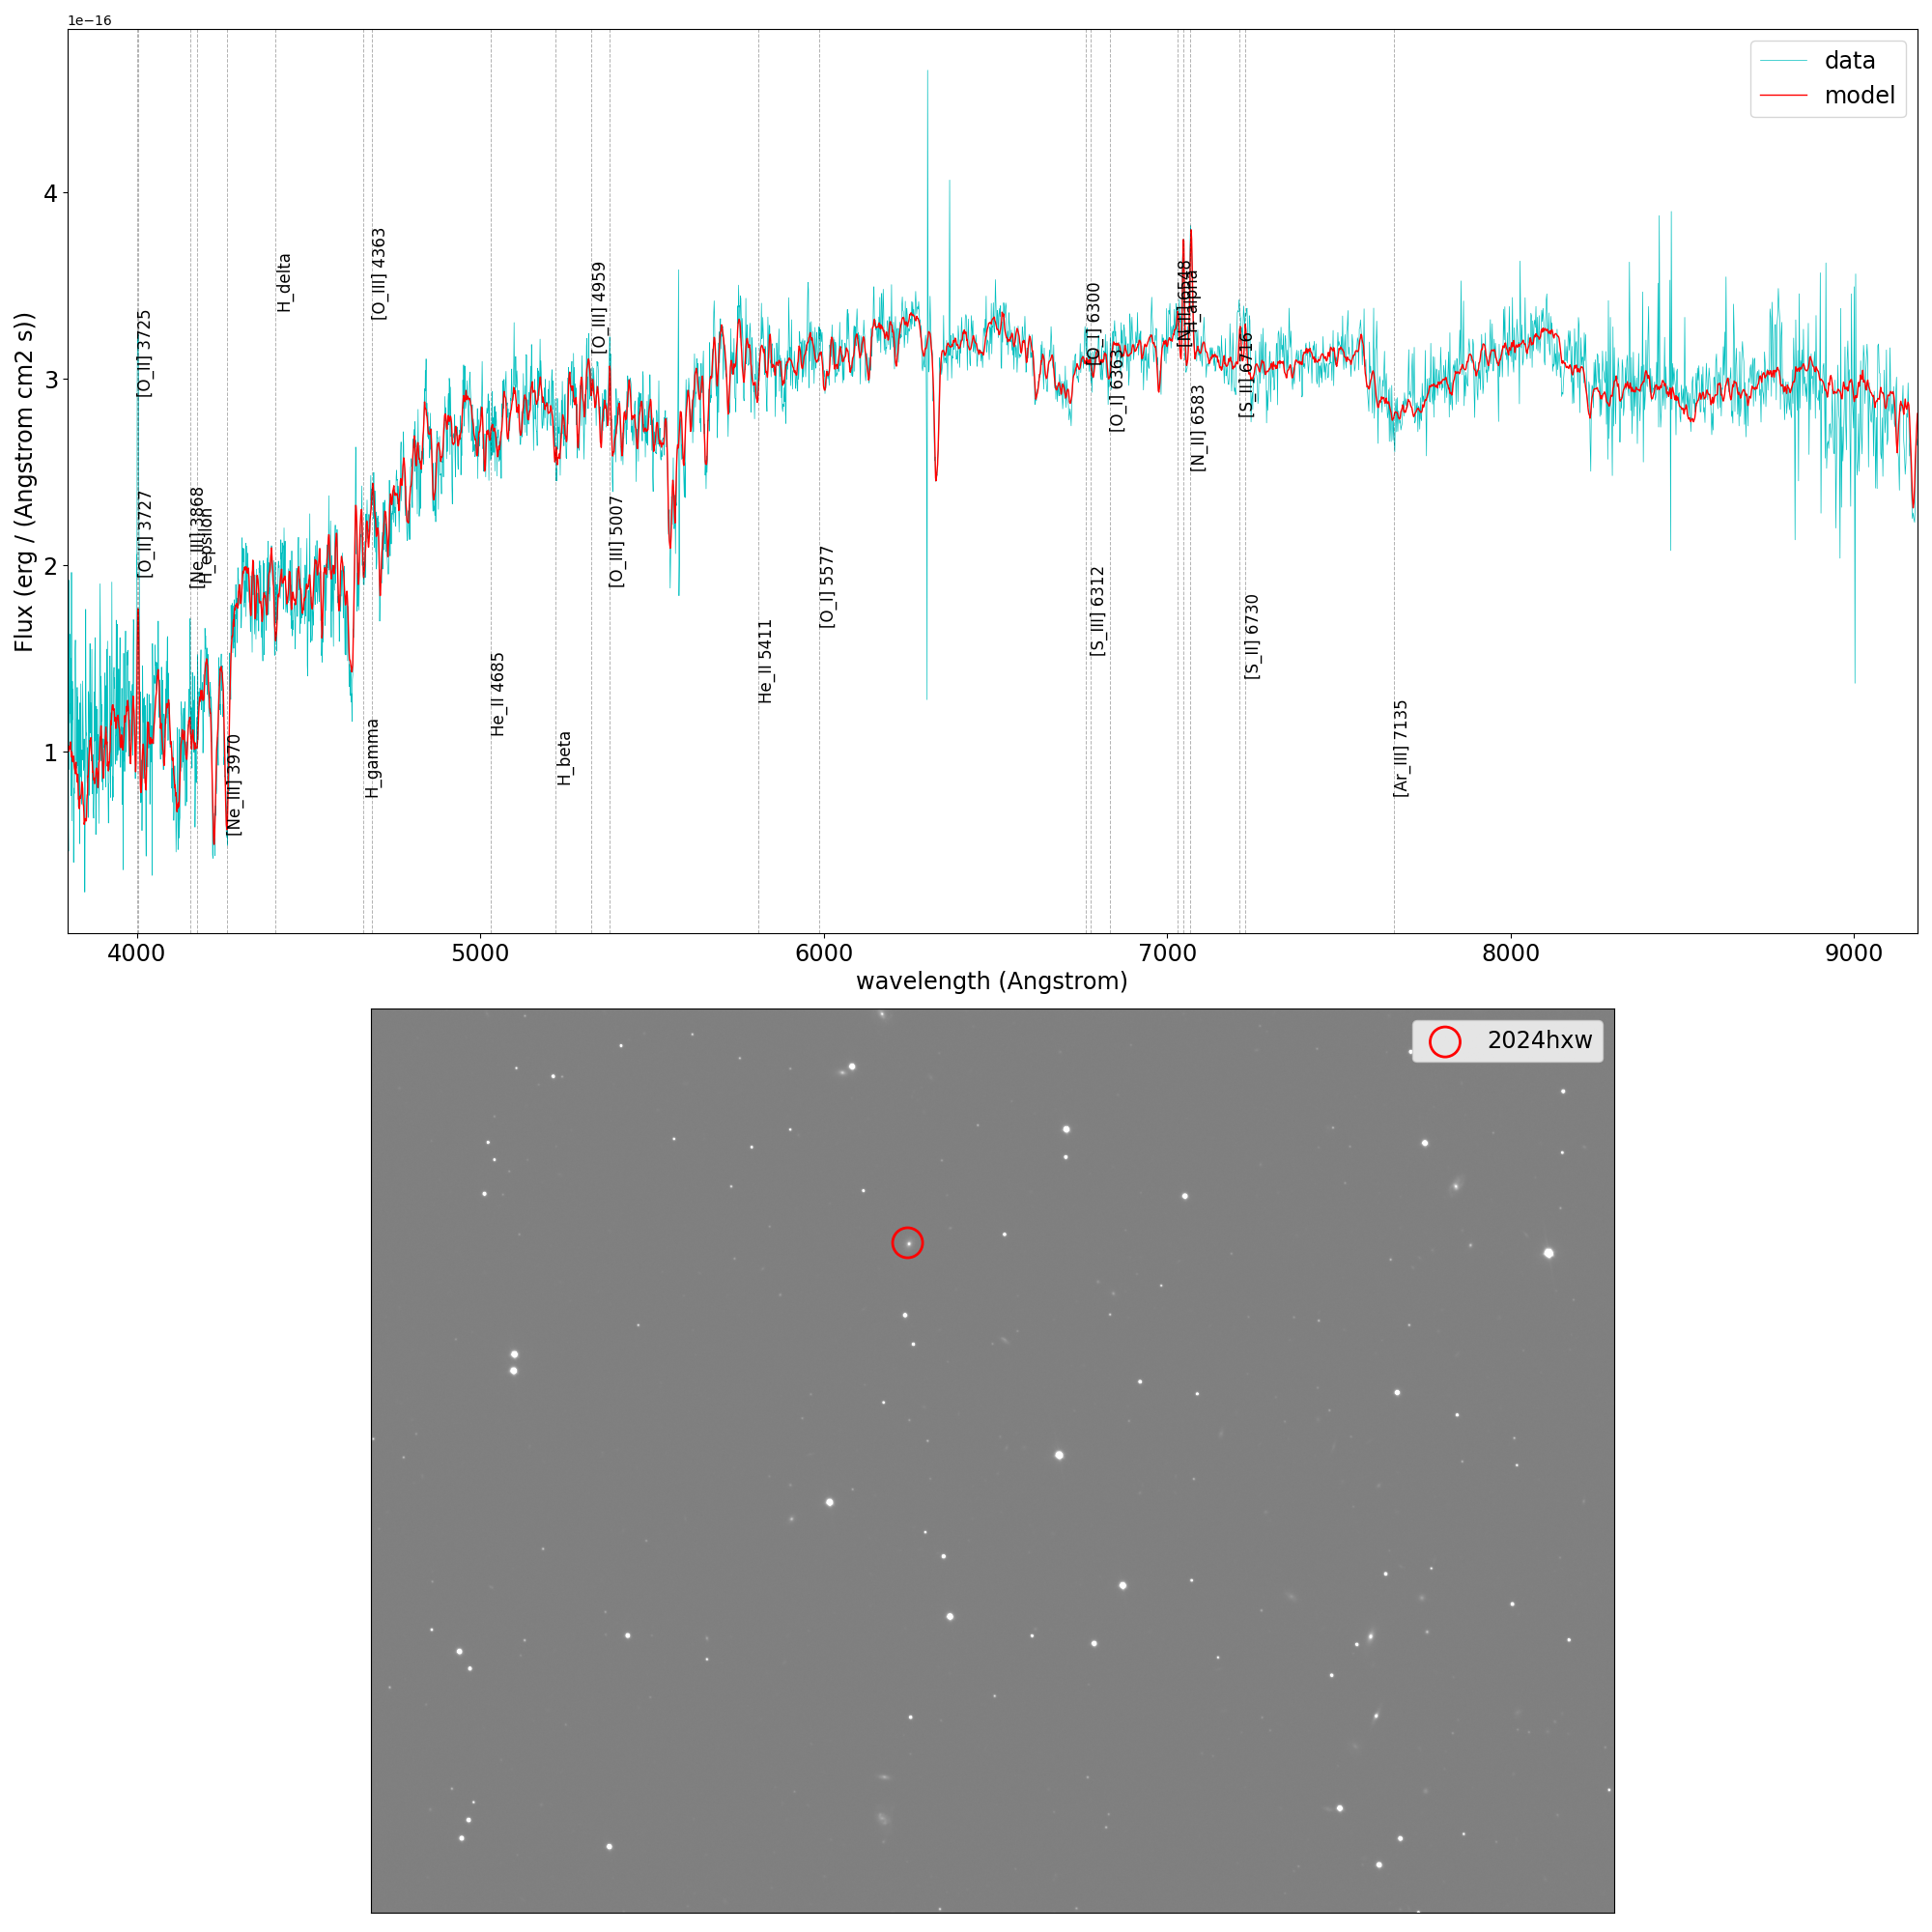 1e−16
data
model
Flux (erg / (Angstrom cm2 s))
4
3
2
1
[O_II] 3725
[O_II] 3727
[Ne_III] 3868
H_epsilon
[Ne_III] 3970
H_delta
H_gamma
[O_III] 4363
He_II 4685
H_beta
[O_III] 4959
[O_III] 5007
He_II 5411
[O_I] 5577
[O_I] 6300
[S_III] 6312
[O_I] 6363
[N_II] 6548
H_alpha
[N_II] 6583
[S_II] 6716
[S_II] 6730
[Ar_III] 7135
4000 5000 6000 7000 8000 9000
wavelength (Angstrom)
2024hxw